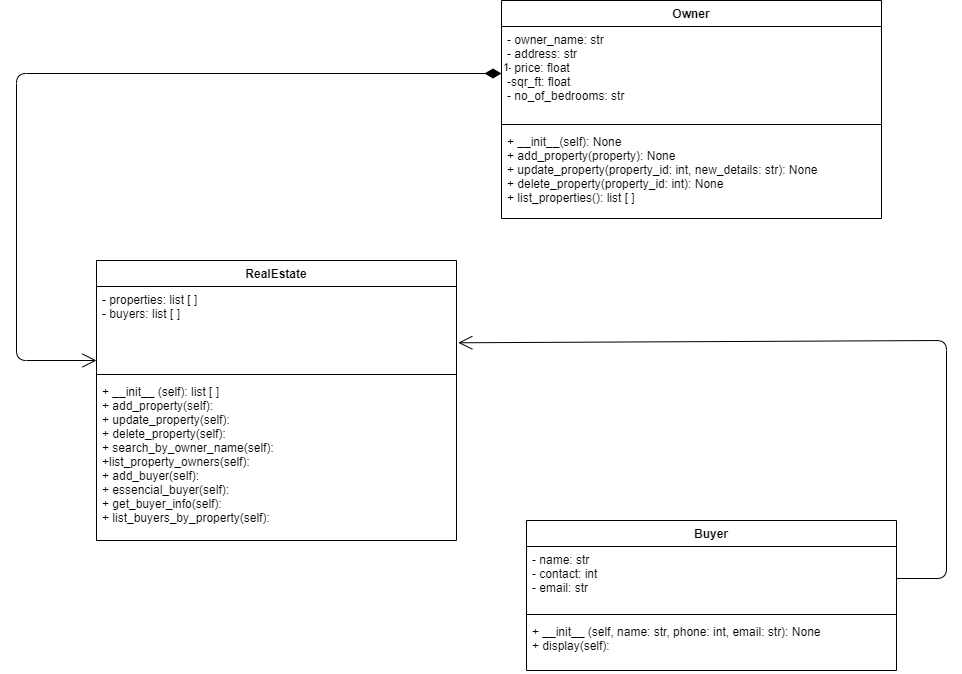 Owner
- owner_name: str
- address: str
1- price: float
-sqr_ft: float
- no_of_bedrooms: str
+ __init__(self): None
+ add_property(property): None
+ update_property(property_id: int, new_details: str): None
+ delete_property(property_id: int): None
+ list_properties(): list [ ]
RealEstate
- properties: list [ ]
- buyers: list [ ]
+ __init__ (self): list [ ]
+ add_property(self):
+ update_property(self):
+ delete_property(self):
+ search_by_owner_name(self):
+list_property_owners(self):
+ add_buyer(self):
+ essencial_buyer(self):
+ get_buyer_info(self):
+ list_buyers_by_property(self):
Buyer
- name: str
- contact: int
- email: str
+ __init__ (self, name: str, phone: int, email: str): None
+ display(self):